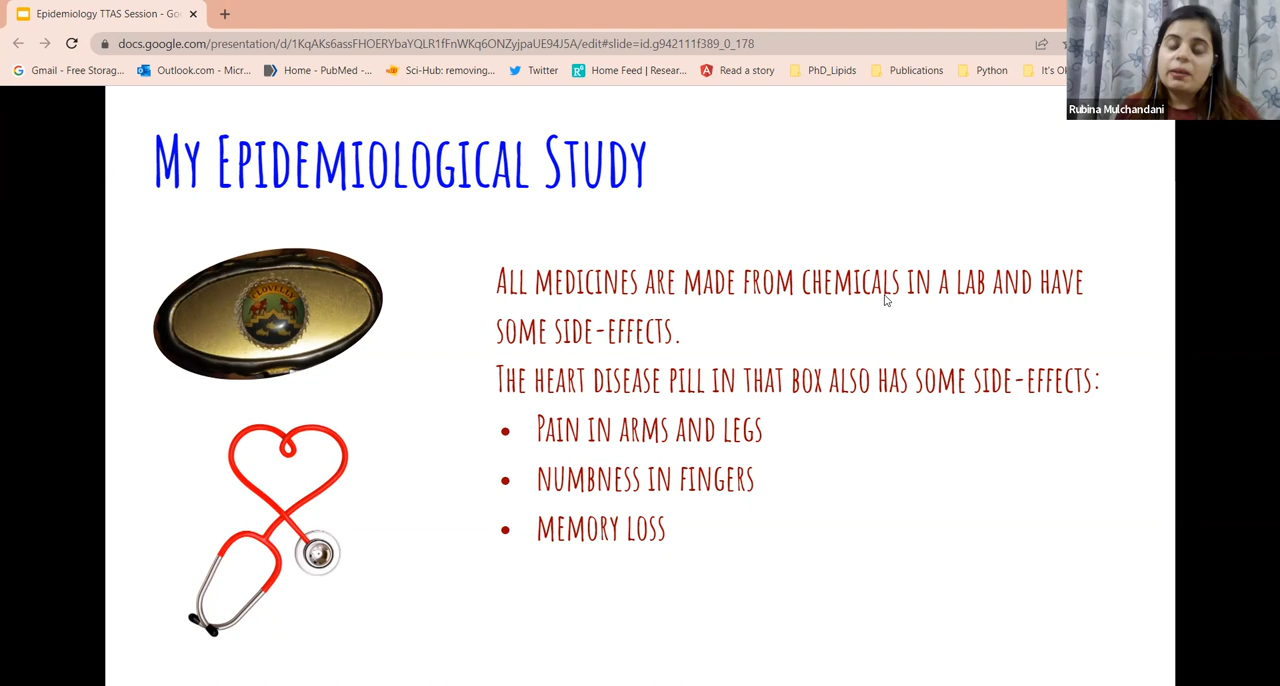 Epidemiology TTAS Session - Go
docs.google.com/presentation/d/1KqAKs6assFHOERYbaYQLR1fFnWKq6ONZyjpaUE94J5A/edit#slide=id.g942111f389_0_178
Gmail - Free Storag... Outlook.com - Micr... Home - PubMed -... Sci-Hub: removing... Twitter Home Feed | Resear... Read a story PhD_Lipids Publications Python It's
Rubina Mulchandani
My Epidemiological Study
CLOVELLY
All medicines are made from chemicals in a lab and have
some side-effects.
The heart disease pill in that box also has some side-effects:
• Pain in arms and legs
• numbness in fingers
• memory loss